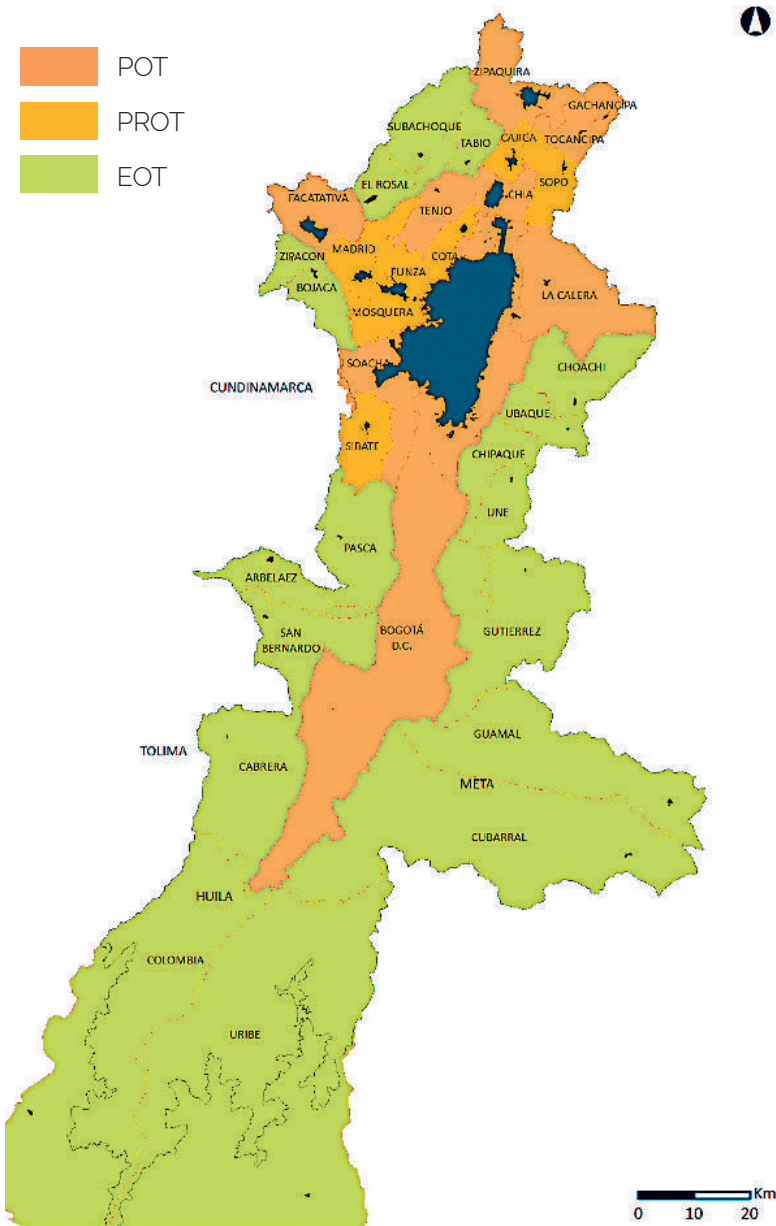 POT
PROT
EOT
ZIPAQUIRA
GACHANCIPA
SUBACHOQUE
CAJICA
TOCANCIPA
TABIO
SOPO
EL ROSAL
CHIA
FACATATIVA
TENJO
MADRID
COTA
ZIPACON
FUNZA
BOJACA
LA CALERA
MOSQUERA
SOACHA
CHOACHI
CUNDINAMARCA
UBAQUE
SIBATE
CHIPAQUE
UNE
PASCA
ARBELAEZ
BOGOTÁ
D.C.
SAN
BERNARDO
GUTIERREZ
GUAMAL
TOLIMA
CABRERA
META
CUBARRAL
HUILA
COLOMBIA
URIBE
Km
0 10 20